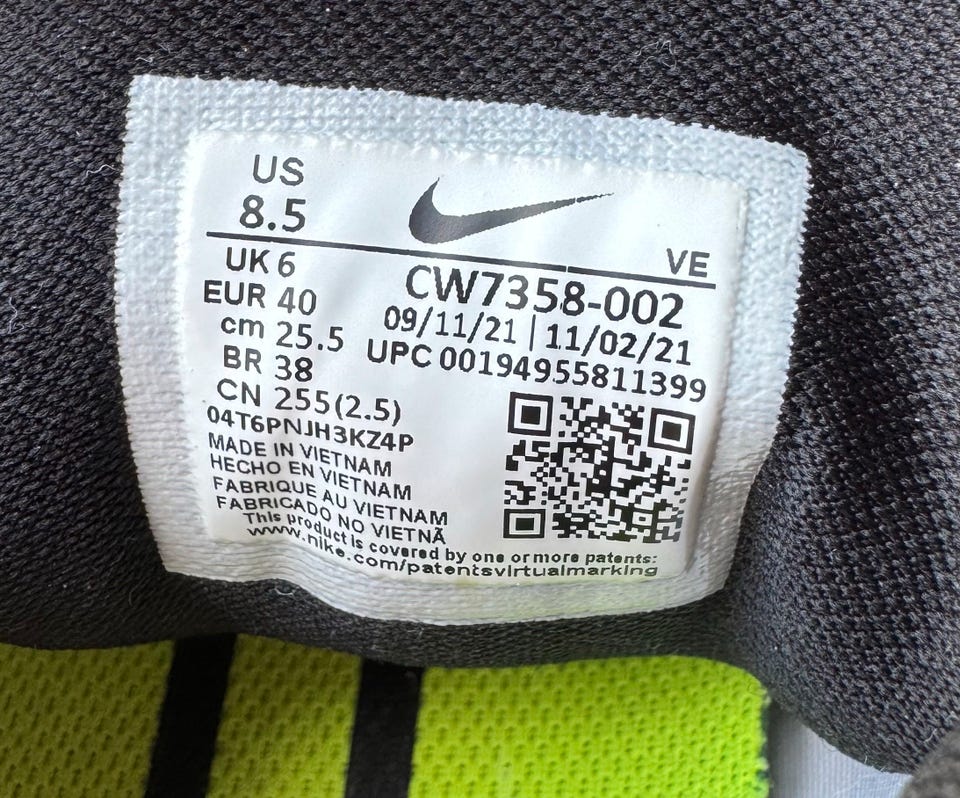 US
8.5
VE
UK 6
CW7358-002
EUR 40
09/11/21 | 11/02/21
cm 25.5
UPC 00194955811399
BR 38
CN 255(2.5)
04T6PNJH3KZ4P
MADE IN VIETNAM
HECHO EN VIETNAM
FABRIQUE AU VIETNAM
FABRICADO NO VIETNÃ
This product is covered by one or more patents:
www.nike.com/patentsvirtualmarking